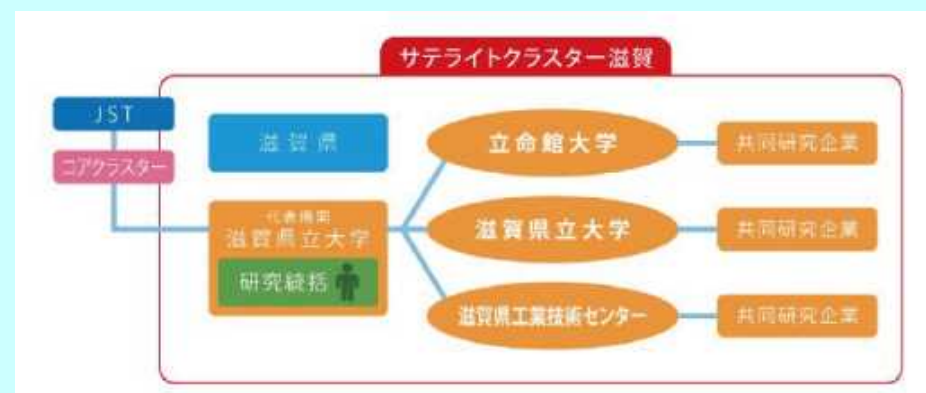 サテライトクラスター滋賀
JST
コアクラスター
滋賀県
代表機関
滋賀県立大学
研究統括
立命館大学
共同研究企業
滋賀県立大学
共同研究企業
滋賀県工業技術センター
共同研究企業